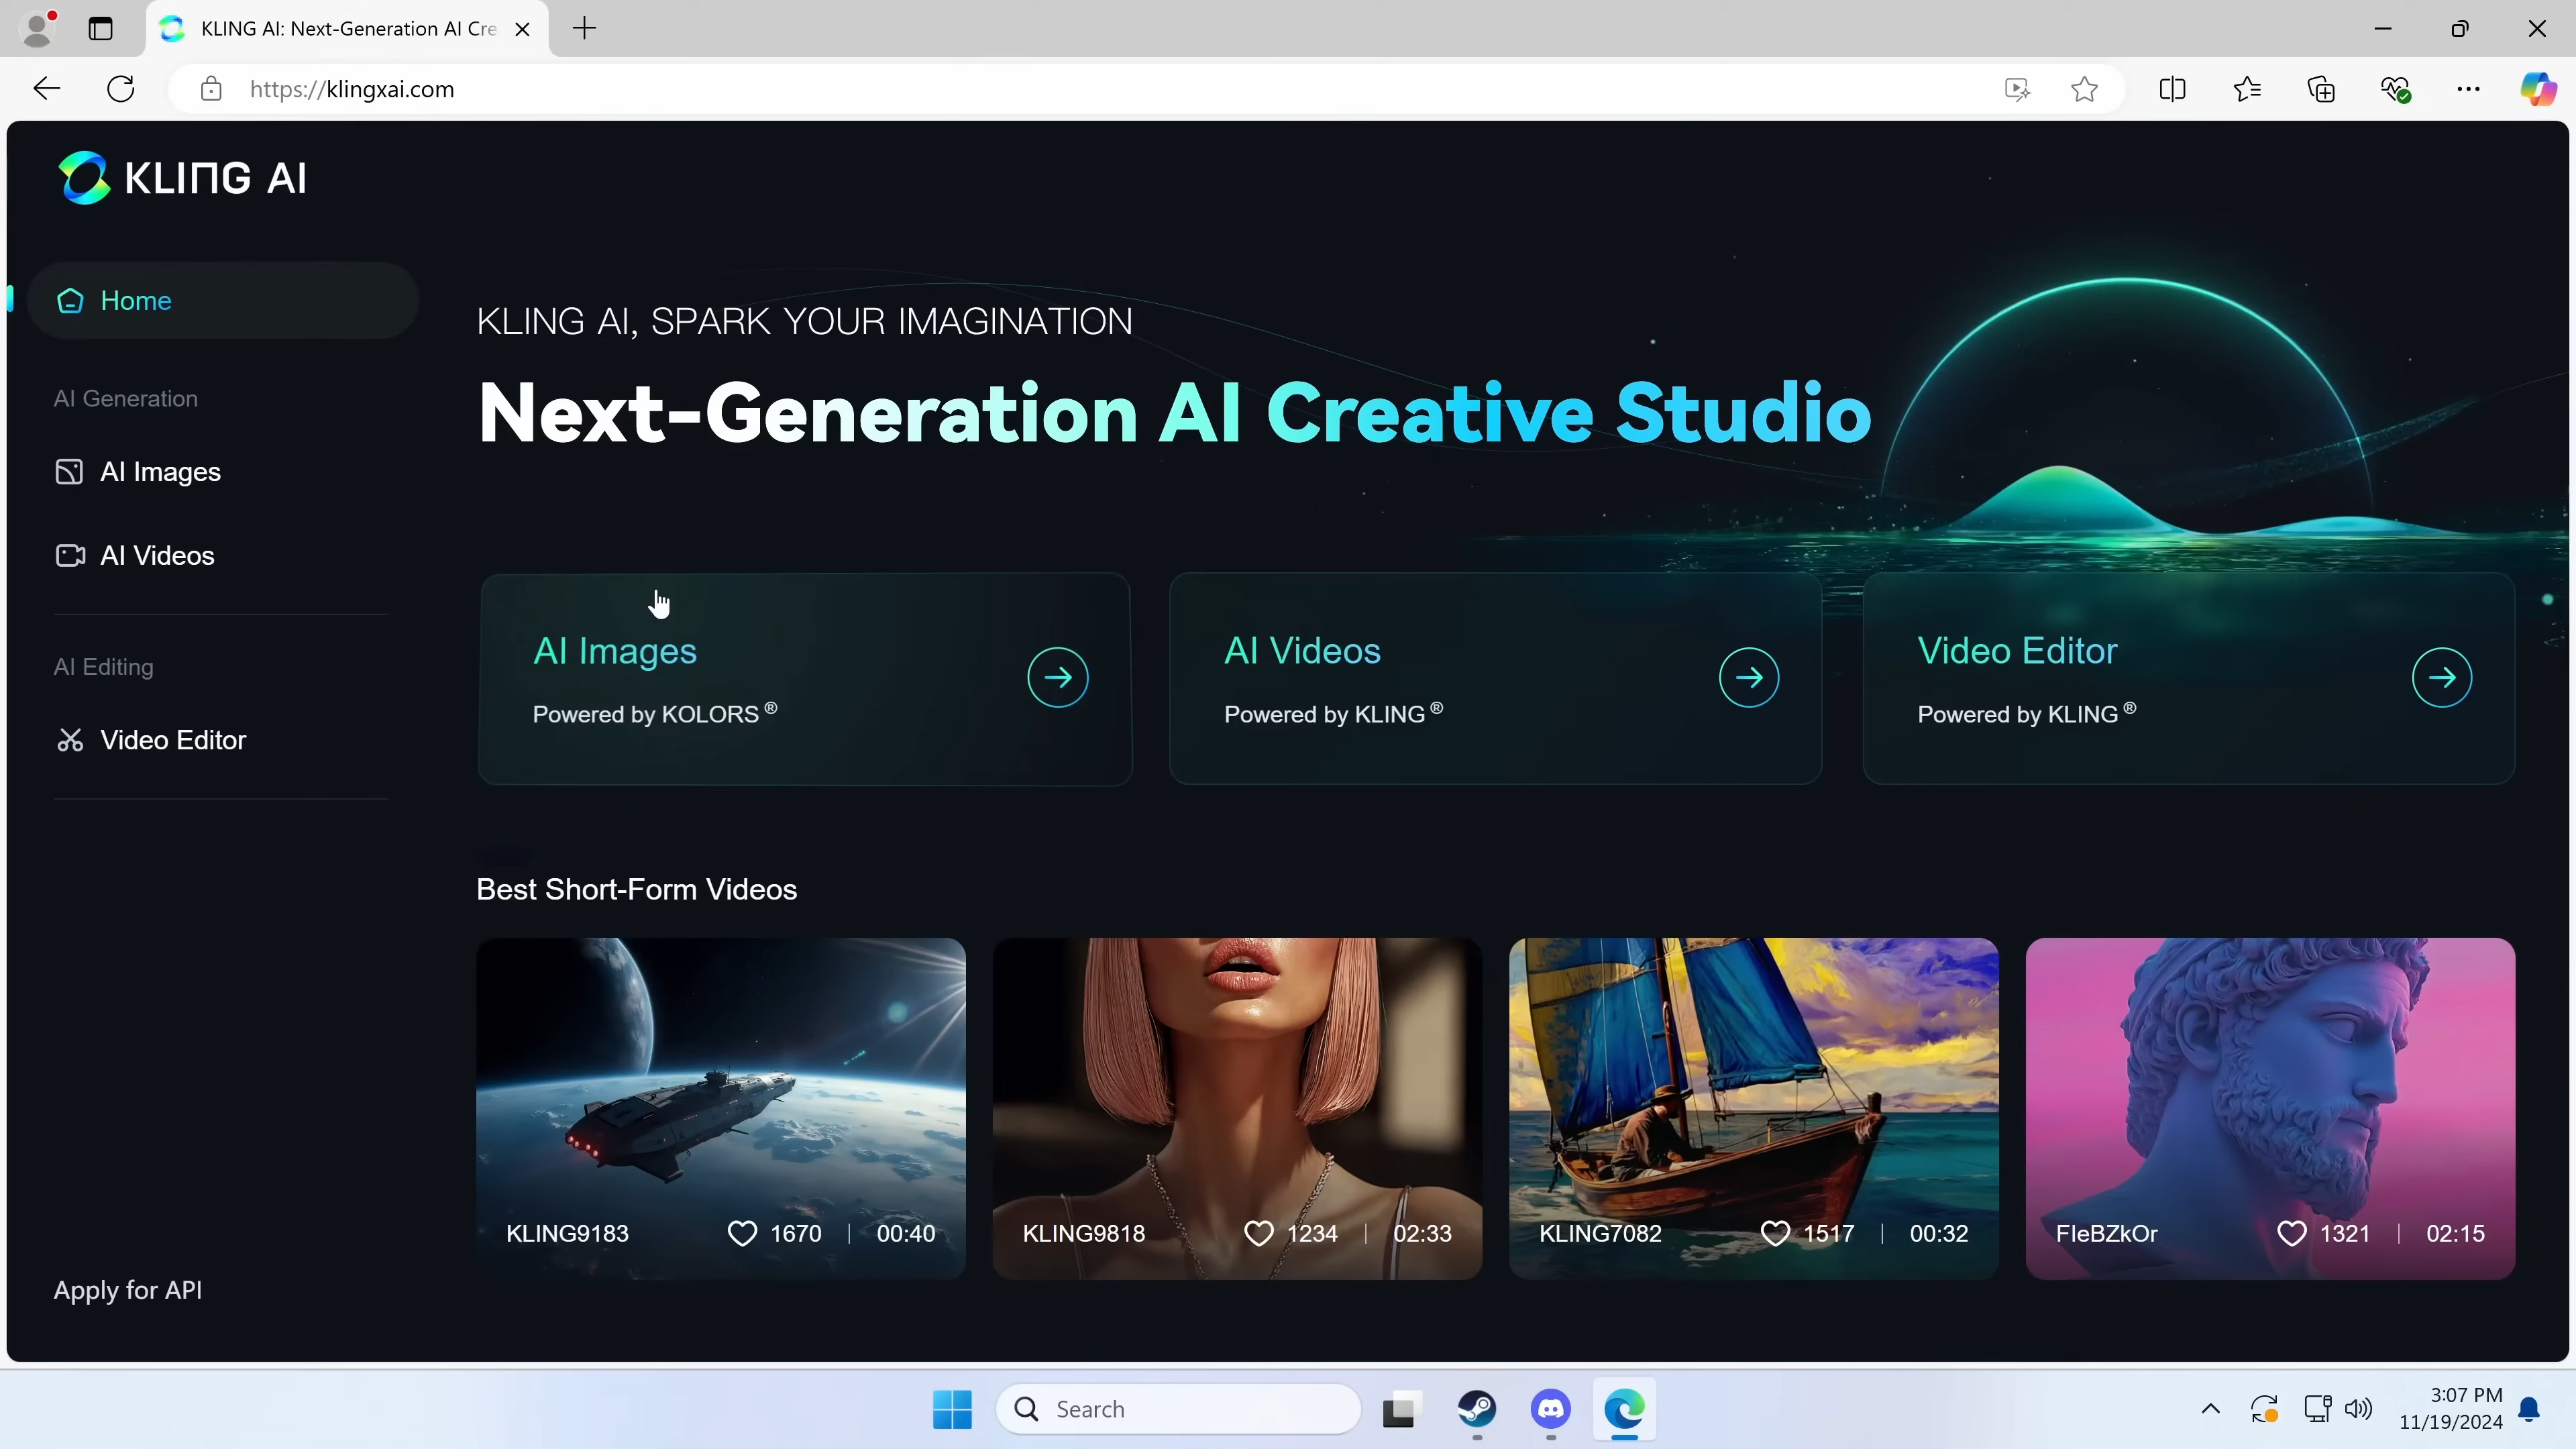 KLING AI: Next-Generation AI Cre
https://klingxai.com
KLING AI
Home
AI Generation
AI Images
AI Videos
AI Editing
Video Editor
Apply for API
KLING AI, SPARK YOUR IMAGINATION
Next-Generation AI Creative Studio
AI Images
Powered by KOLORS ®
AI Videos
Powered by KLING ®
Video Editor
Powered by KLING ®
Best Short-Form Videos
KLING9183 1670 | 00:40
KLING9818 1234 | 02:33
KLING7082 1517 | 00:32
FIeBZkOr 1321 | 02:15
Search
3:07 PM
11/19/2024